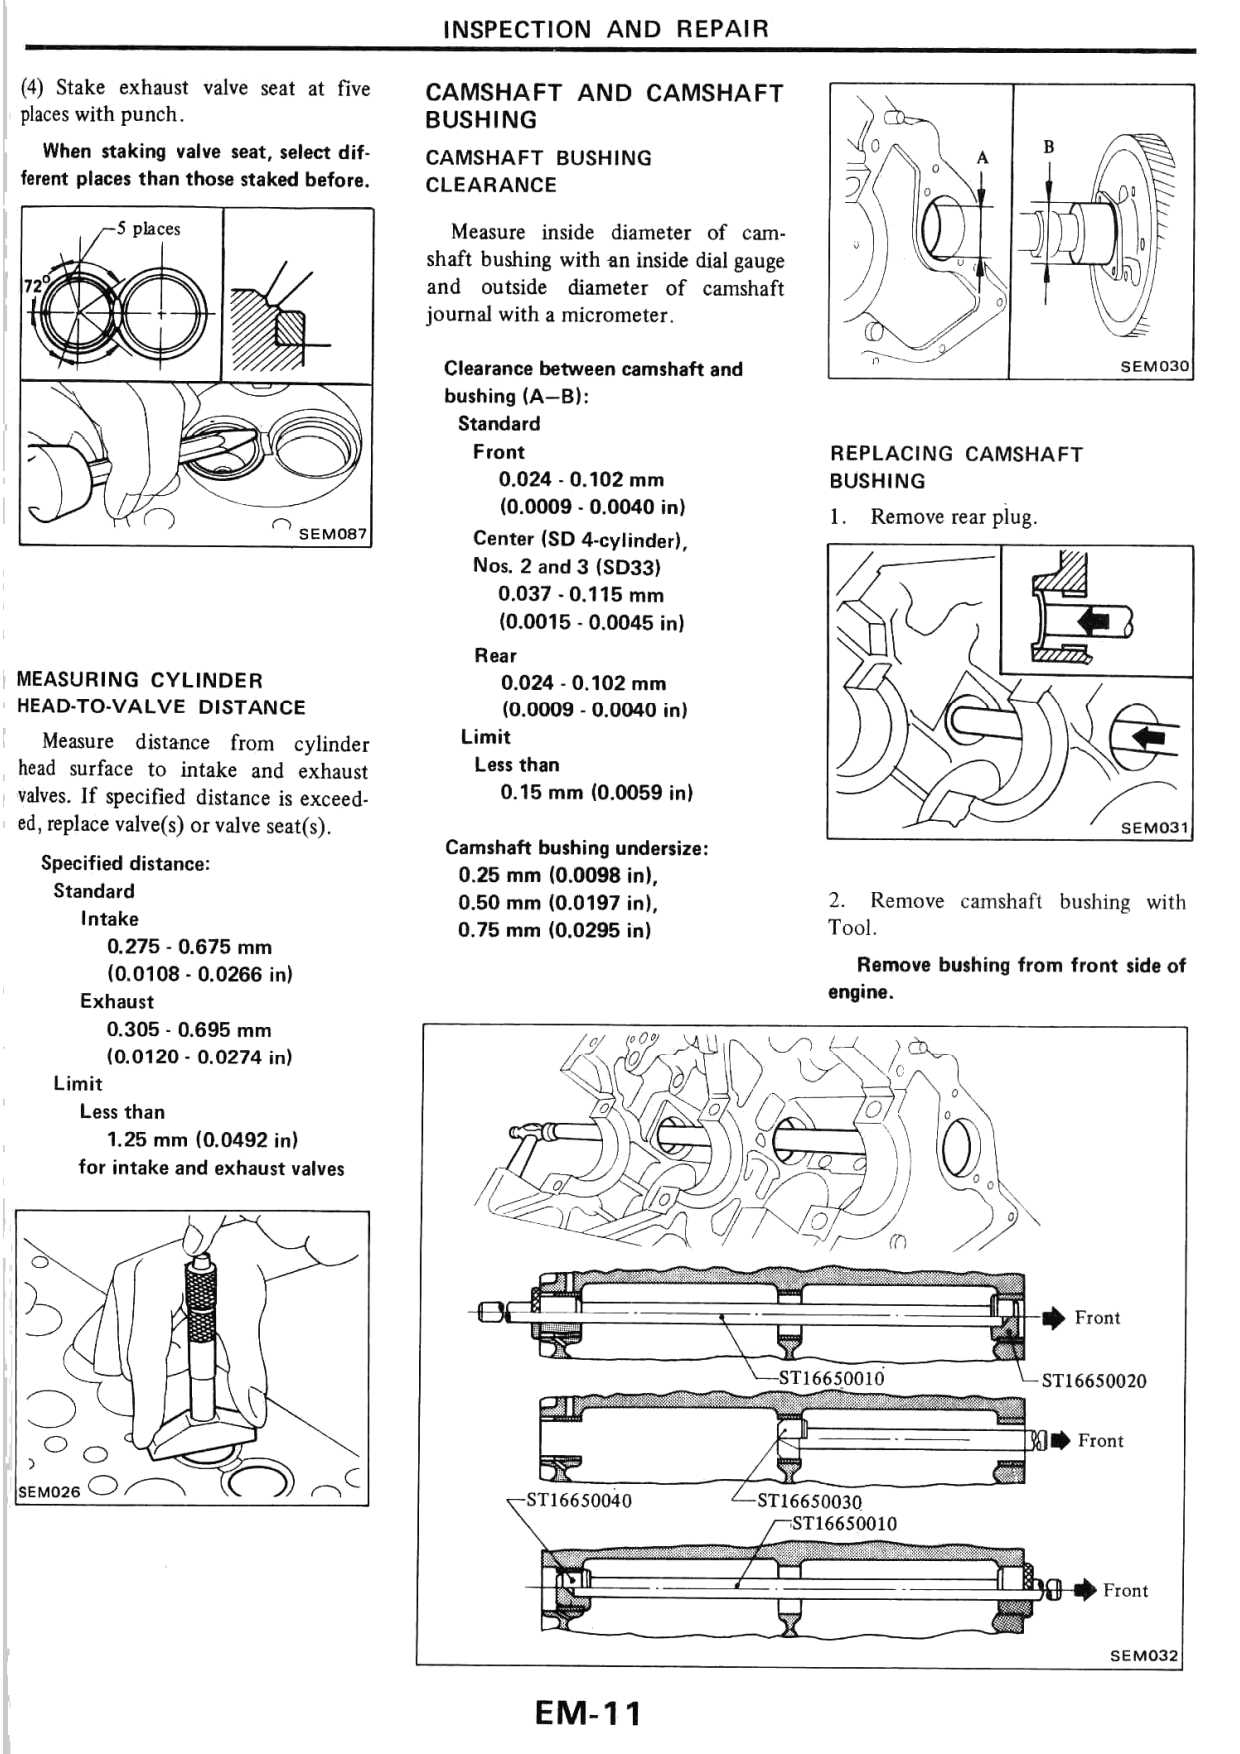 INSPECTION AND REPAIR
(4) Stake exhaust valve seat at five
places with punch.
When staking valve seat, select dif-
ferent places than those staked before.
5 places
72°
SEM087
MEASURING CYLINDER
HEAD-TO-VALVE DISTANCE
Measure distance from cylinder
head surface to intake and exhaust
valves. If specified distance is exceed-
ed, replace valve(s) or valve seat(s).
Specified distance:
Standard
Intake
0.275 - 0.675 mm
(0.0108 - 0.0266 in)
Exhaust
0.305 - 0.695 mm
(0.0120 - 0.0274 in)
Limit
Less than
1.25 mm (0.0492 in)
for intake and exhaust valves
SEM026
CAMSHAFT AND CAMSHAFT
BUSHING
CAMSHAFT BUSHING
CLEARANCE
Measure inside diameter of cam-
shaft bushing with an inside dial gauge
and outside diameter of camshaft
journal with a micrometer.
Clearance between camshaft and
bushing (A–B):
Standard
Front
0.024 - 0.102 mm
(0.0009 - 0.0040 in)
Center (SD 4-cylinder),
Nos. 2 and 3 (SD33)
0.037 - 0.115 mm
(0.0015 - 0.0045 in)
Rear
0.024 - 0.102 mm
(0.0009 - 0.0040 in)
Limit
Less than
0.15 mm (0.0059 in)
Camshaft bushing undersize:
0.25 mm (0.0098 in),
0.50 mm (0.0197 in),
0.75 mm (0.0295 in)
A
B
SEM030
REPLACING CAMSHAFT
BUSHING
1. Remove rear plug.
SEM031
2. Remove camshaft bushing with
Tool.
Remove bushing from front side of
engine.
Front
ST16650010
ST16650020
Front
ST16650040
ST16650030
ST16650010
Front
SEM032
EM-11